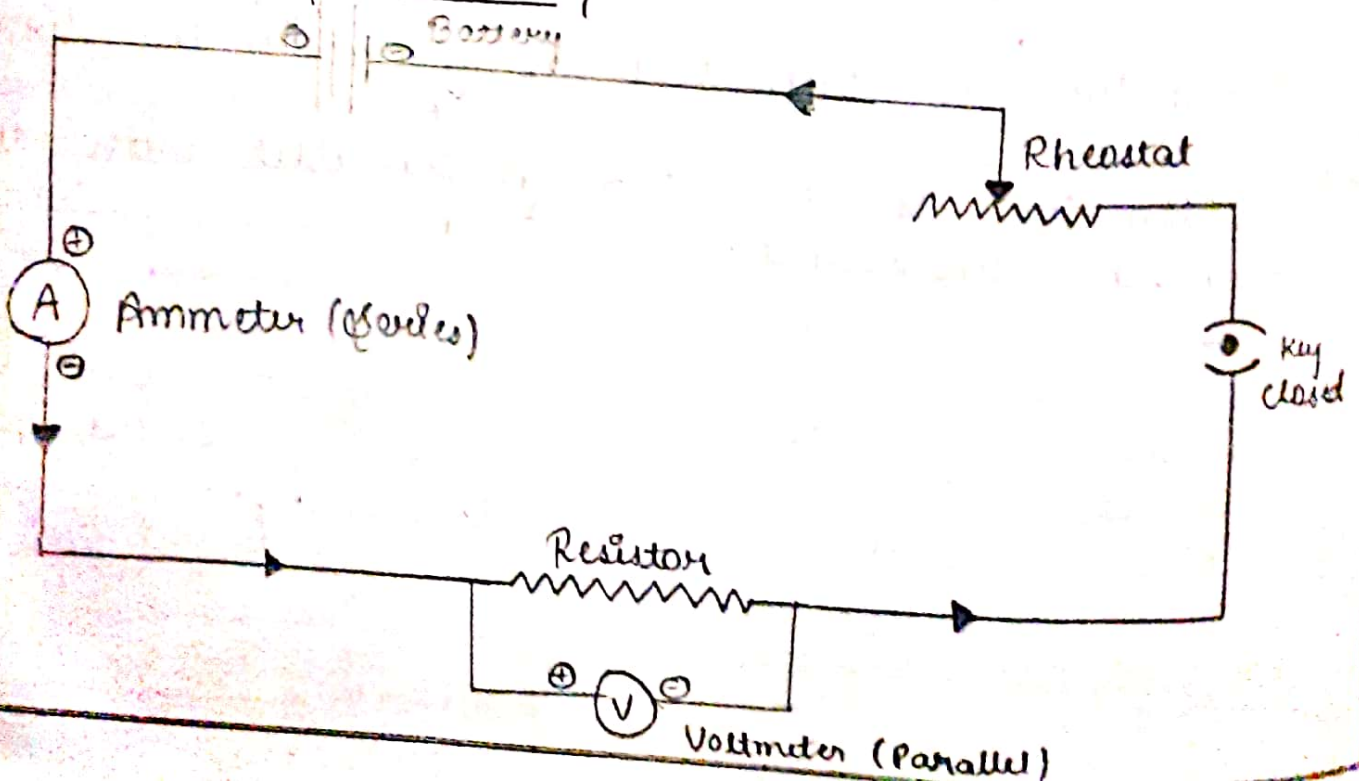 ⊕ ⊖ Battery
Rheostat
⊕
A Ammeter (Series)
⊖
Key
closed
Resistor
⊕ V ⊖
Voltmeter (Parallel)